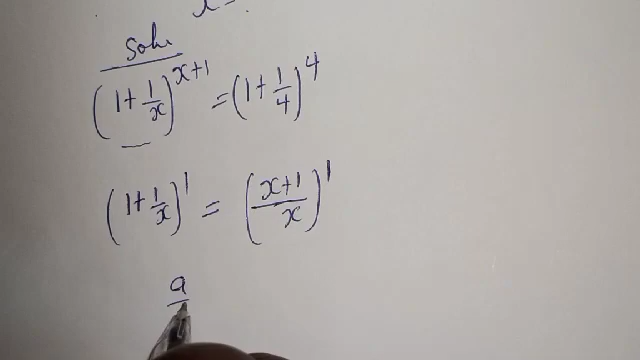 x=
Soln
(1+1/x)^x+1 = (1+1/4)^4
(1+1/x)^1 = (x+1/x)^1
a